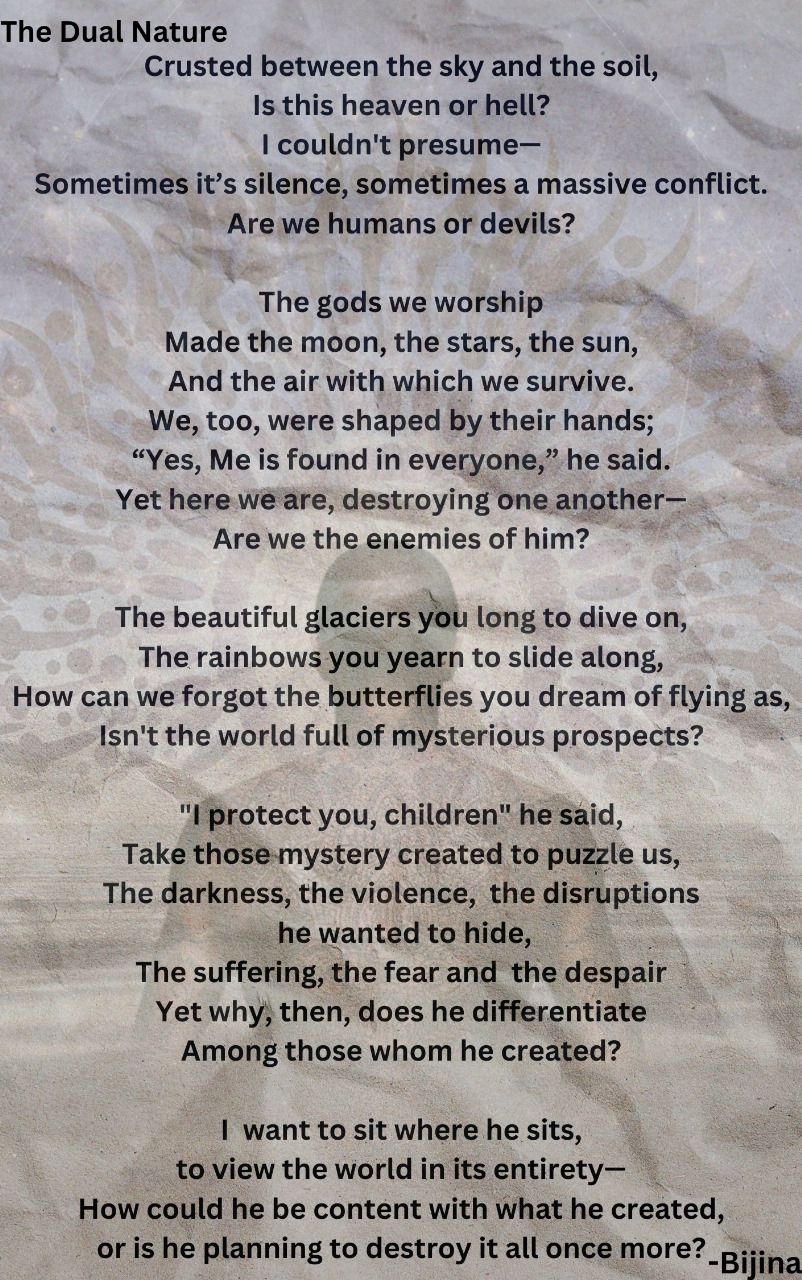 The Dual Nature
Crusted between the sky and the soil,
Is this heaven or hell?
I couldn't presume—
Sometimes it’s silence, sometimes a massive conflict.
Are we humans or devils?
The gods we worship
Made the moon, the stars, the sun,
And the air with which we survive.
We, too, were shaped by their hands;
“Yes, Me is found in everyone,” he said.
Yet here we are, destroying one another—
Are we the enemies of him?
The beautiful glaciers you long to dive on,
The rainbows you yearn to slide along,
How can we forgot the butterflies you dream of flying as,
Isn't the world full of mysterious prospects?
"I protect you, children" he said,
Take those mystery created to puzzle us,
The darkness, the violence,  the disruptions
he wanted to hide,
The suffering, the fear and  the despair
Yet why, then, does he differentiate
Among those whom he created?
I  want to sit where he sits,
to view the world in its entirety—
How could he be content with what he created,
or is he planning to destroy it all once more?
-Bijina